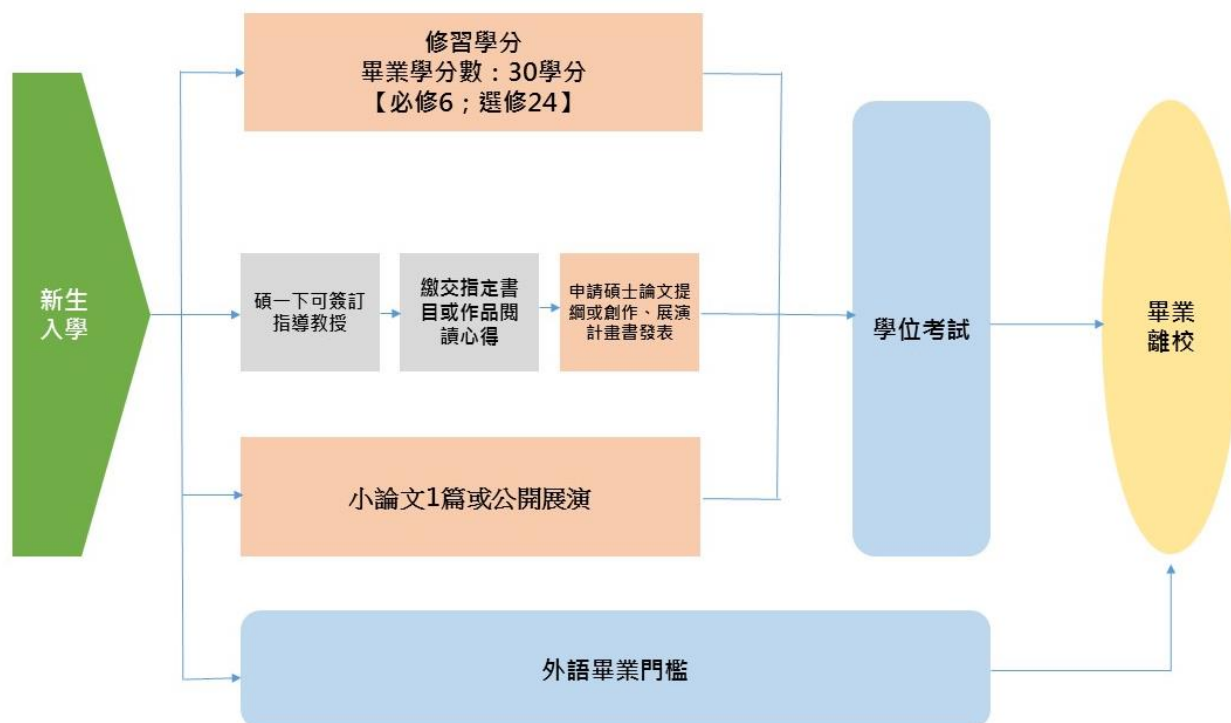 修習學分
畢業學分數：30學分
【必修6；選修24】
新生
入學
碩一下可簽訂
指導教授
繳交指定書
目或作品閱
讀心得
申請碩士論文提
綱或創作、展演
計畫書發表
學位考試
畢業
離校
小論文1篇或公開展演
外語畢業門檻